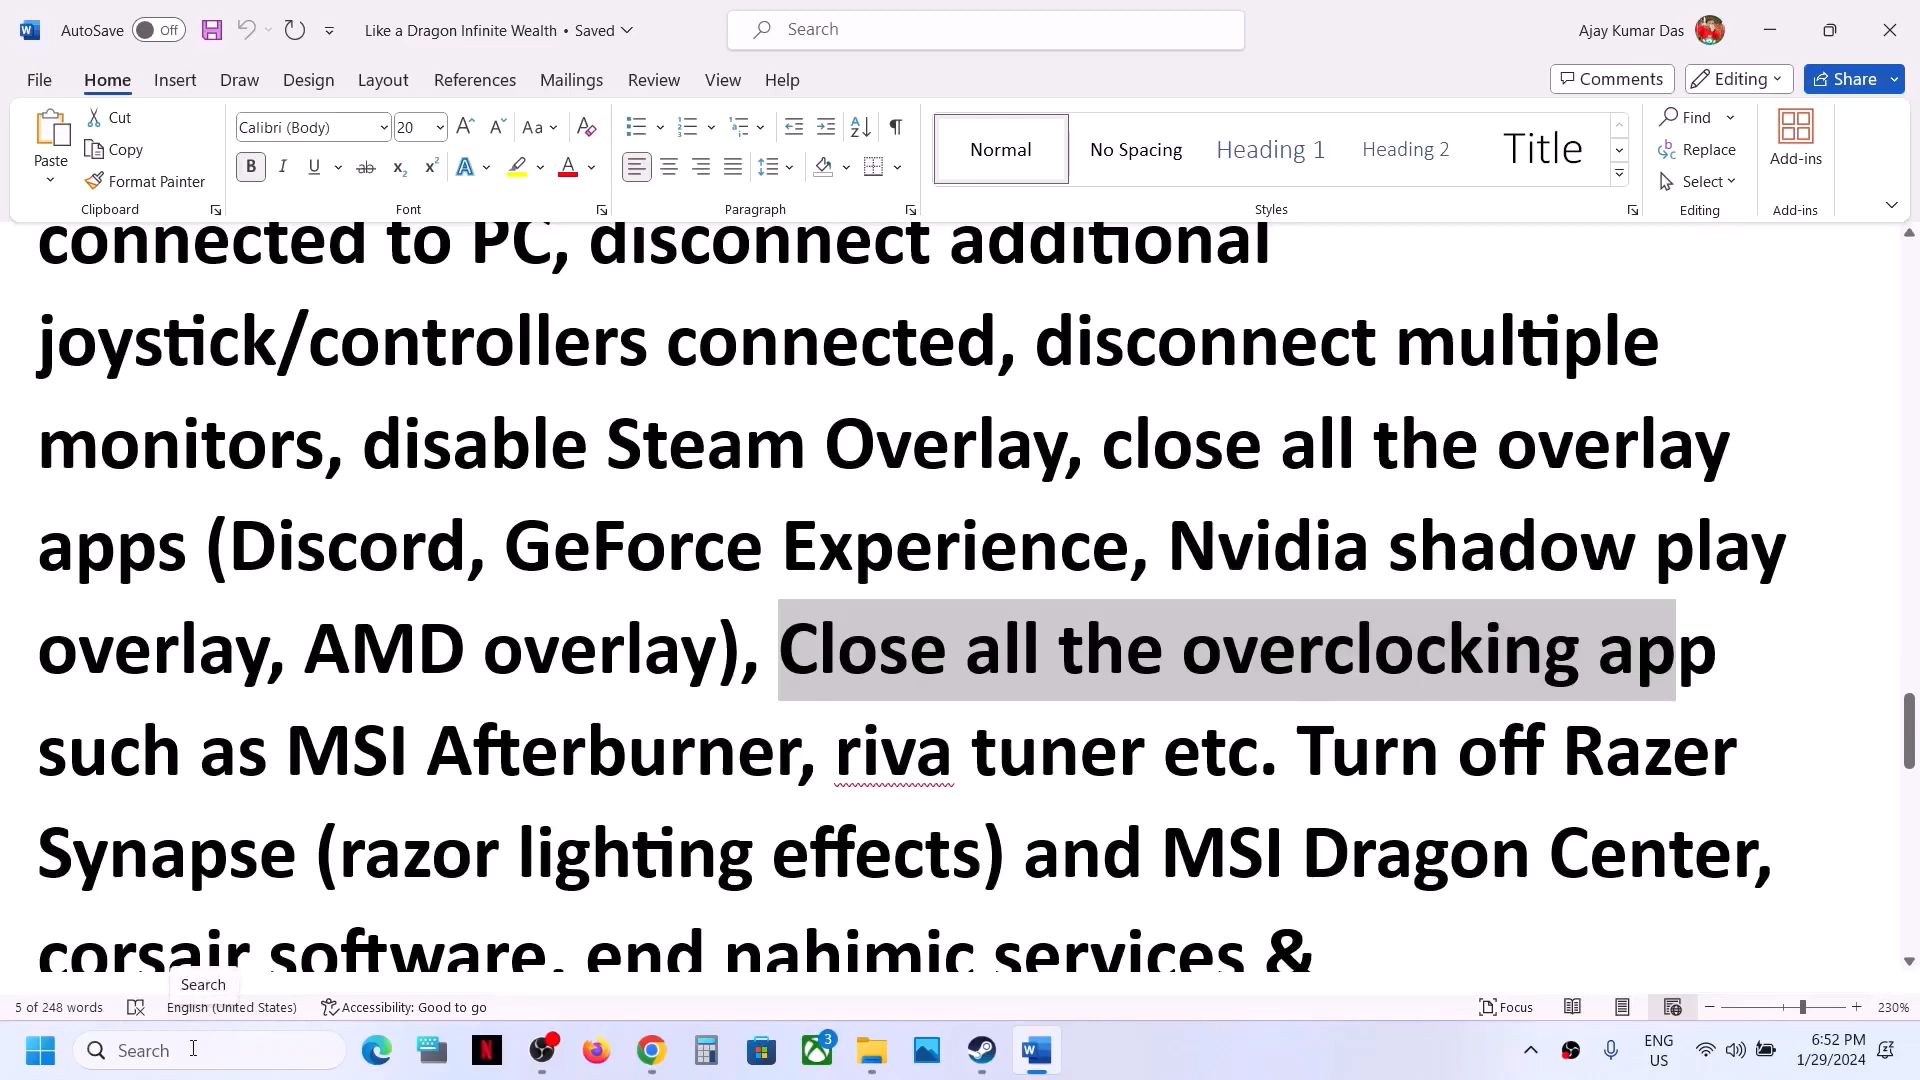 AutoSave Off Like a Dragon Infinite Wealth • Saved Search Ajay Kumar Das
File Home Insert Draw Design Layout References Mailings Review View Help Comments Editing Share
Paste Cut Copy Format Painter Clipboard
Calibri (Body) 20 Aa B I U ab x₂ x² A A Font
Paragraph
Normal No Spacing Heading 1 Heading 2 Title Styles
Find Replace Select Editing
Add-ins Add-ins
connected to PC, disconnect additional
joystick/controllers connected, disconnect multiple
monitors, disable Steam Overlay, close all the overlay
apps (Discord, GeForce Experience, Nvidia shadow play
overlay, AMD overlay), Close all the overclocking app
such as MSI Afterburner, riva tuner etc. Turn off Razer
Synapse (razor lighting effects) and MSI Dragon Center,
corsair software, end nahimic services &
Search
5 of 248 words English (United States) Accessibility: Good to go Focus 230%
Search 3 ENG US 6:52 PM 1/29/2024